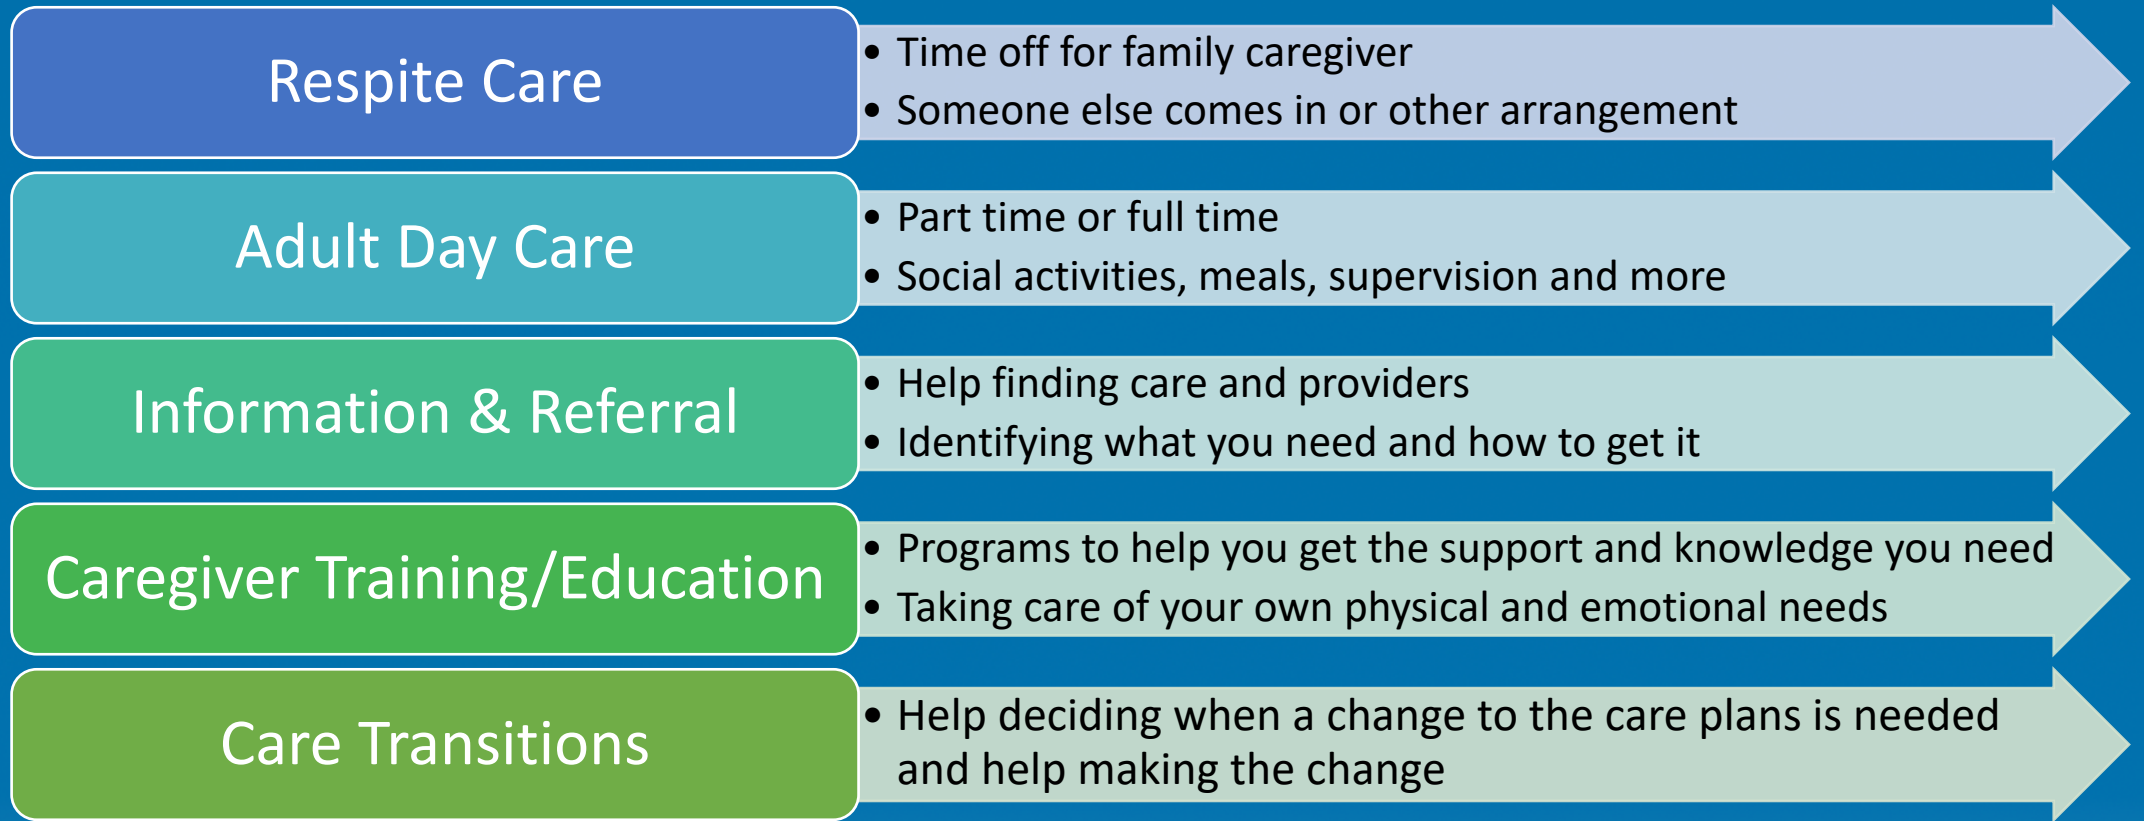 Respite Care
• Time off for family caregiver
• Someone else comes in or other arrangement
Adult Day Care
• Part time or full time
• Social activities, meals, supervision and more
Information & Referral
• Help finding care and providers
• Identifying what you need and how to get it
Caregiver Training/Education
• Programs to help you get the support and knowledge you need
• Taking care of your own physical and emotional needs
Care Transitions
• Help deciding when a change to the care plans is needed
and help making the change